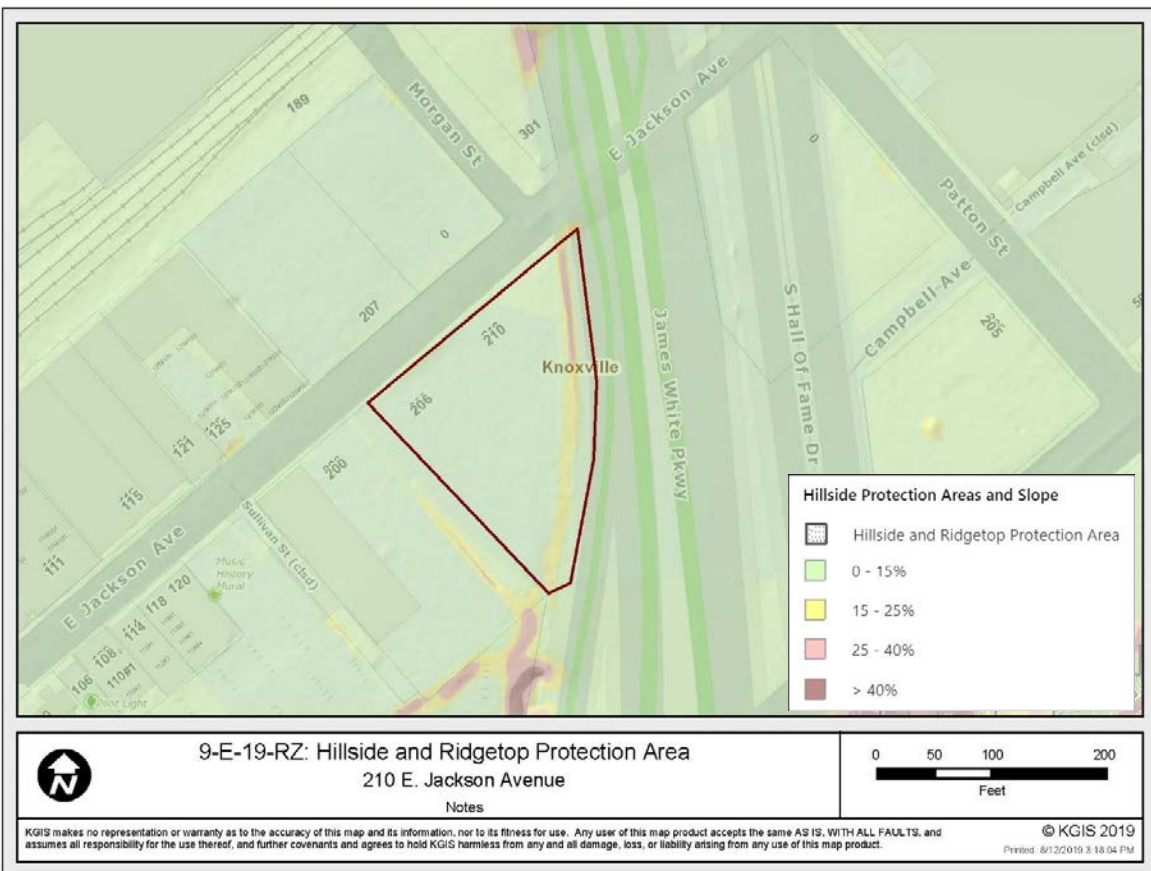 189
Morgan St
301
E Jackson Ave
0
Campbell Ave (clsd)
Patton St
0
207
210
Knoxville
206
James White Pkwy
S Hall Of Fame Dr
Campbell Ave
205
121
125
115
111
200
Sullivan St (clsd)
E Jackson Ave
Music
History
Mural
120
118
114
108
110#1
106
Pilot Light
Hillside Protection Areas and Slope
Hillside and Ridgetop Protection Area
0 - 15%
15 - 25%
25 - 40%
> 40%
N
9-E-19-RZ: Hillside and Ridgetop Protection Area
210 E. Jackson Avenue
Notes
0 50 100 200
Feet
KGIS makes no representation or warranty as to the accuracy of this map and its information, nor to its fitness for use. Any user of this map product accepts the same AS IS, WITH ALL FAULTS, and
assumes all responsibility for the use thereof, and further covenants and agrees to hold KGIS harmless from any and all damage, loss, or liability arising from any use of this map product.
© KGIS 2019
Printed: 8/12/2019 3:18:04 PM